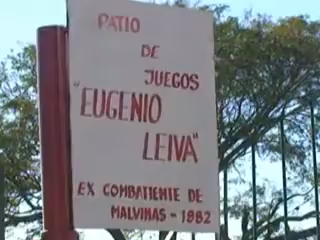 PATIO
DE
JUEGOS
"EUGENIO
LEIVA"
EX COMBATIENTE DE
MALVINAS - 1982